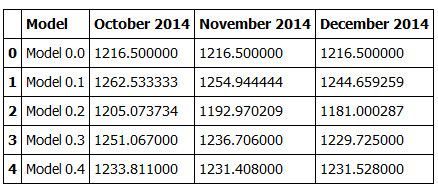 Model October 2014 November 2014 December 2014
0 Model 0.0 1216.500000 1216.500000 1216.500000
1 Model 0.1 1262.533333 1254.944444 1244.659259
2 Model 0.2 1205.073734 1192.970209 1181.000287
3 Model 0.3 1251.067000 1236.706000 1229.725000
4 Model 0.4 1233.811000 1231.408000 1231.528000